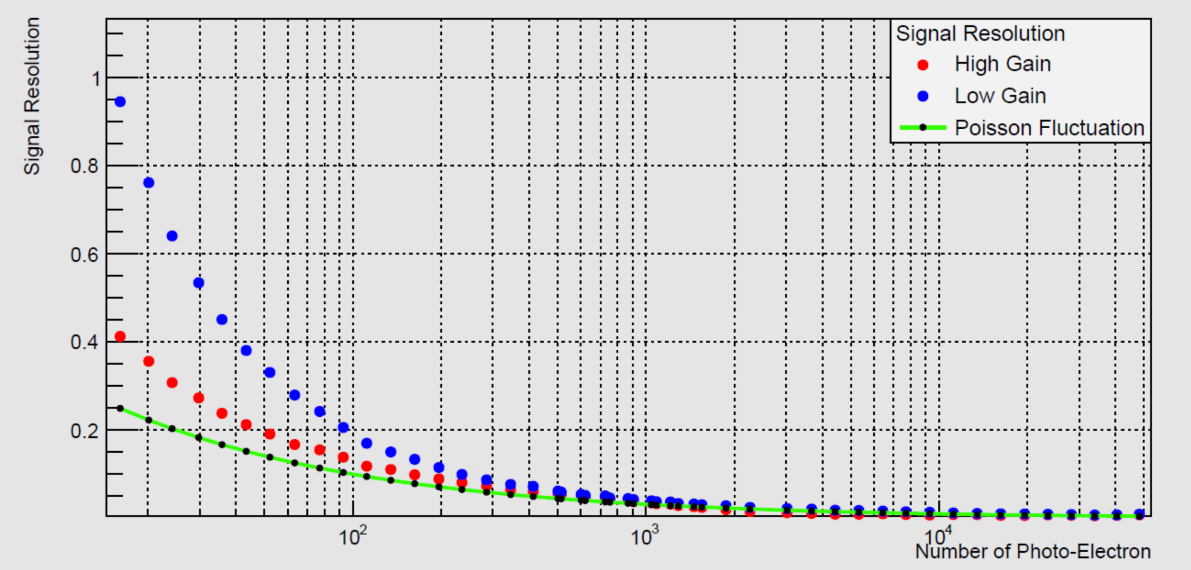 Signal Resolution
Signal Resolution
High Gain
Low Gain
Poisson Fluctuation
1
0.8
0.6
0.4
0.2
10²
10³
10⁴
Number of Photo-Electron